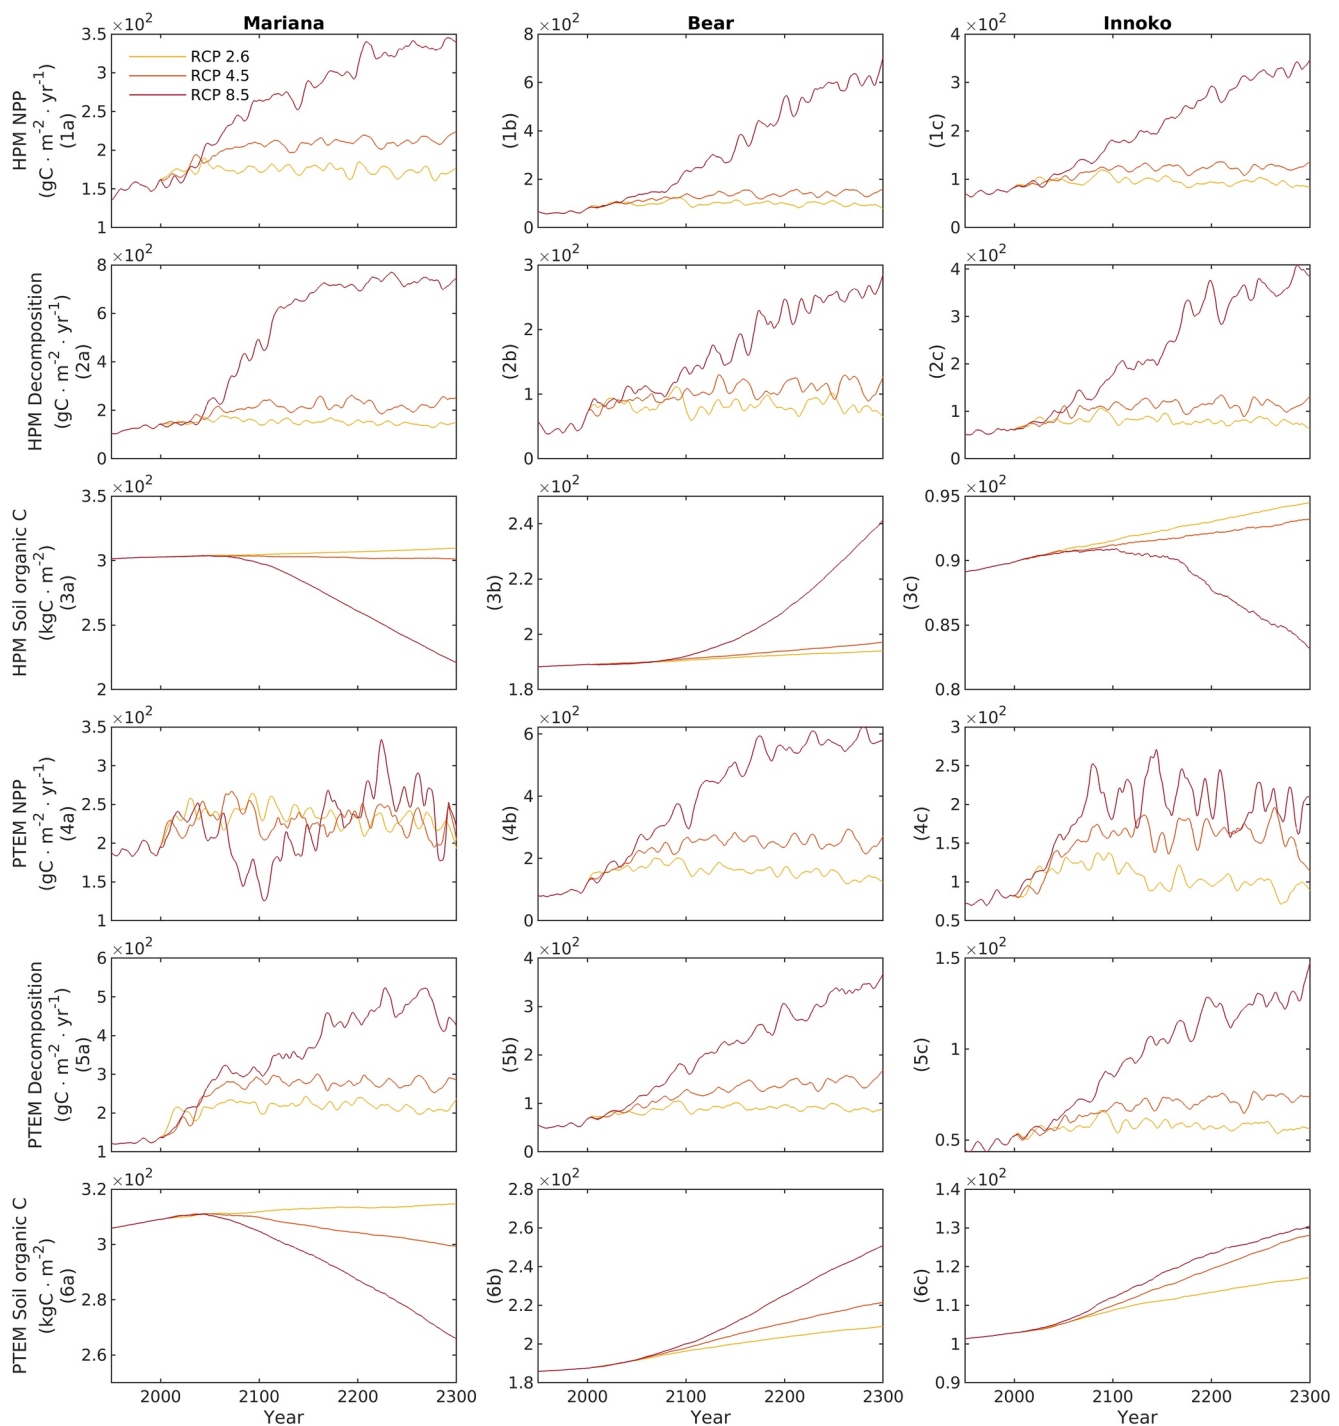 Mariana Bear Innoko
×10² ×10² ×10²
HPM NPP
(gC · m⁻² · yr⁻¹)
(1a)
3.5
3
2.5
2
1.5
1
RCP 2.6
RCP 4.5
RCP 8.5
(1b)
8
6
4
2
0
(1c)
4
3
2
1
0
×10² ×10² ×10²
HPM Decomposition
(gC · m⁻² · yr⁻¹)
(2a)
8
6
4
2
0
(2b)
3
2
1
0
(2c)
4
3
2
1
0
×10² ×10² ×10²
HPM Soil organic C
(kgC · m⁻²)
(3a)
3.5
3
2.5
2
(3b)
2.4
2.2
2
1.8
(3c)
0.95
0.9
0.85
0.8
×10² ×10² ×10²
PTEM NPP
(gC · m⁻² · yr⁻¹)
(4a)
3.5
3
2.5
2
1.5
1
(4b)
6
4
2
0
(4c)
3
2.5
2
1.5
1
0.5
×10² ×10² ×10²
PTEM Decomposition
(gC · m⁻² · yr⁻¹)
(5a)
6
5
4
3
2
1
(5b)
4
3
2
1
0
(5c)
1.5
1
0.5
×10² ×10² ×10²
PTEM Soil organic C
(kgC · m⁻²)
(6a)
3.2
3
2.8
2.6
(6b)
2.8
2.6
2.4
2.2
2
1.8
(6c)
1.4
1.3
1.2
1.1
1
0.9
2000 2100 2200 2300 2000 2100 2200 2300 2000 2100 2200 2300
Year Year Year